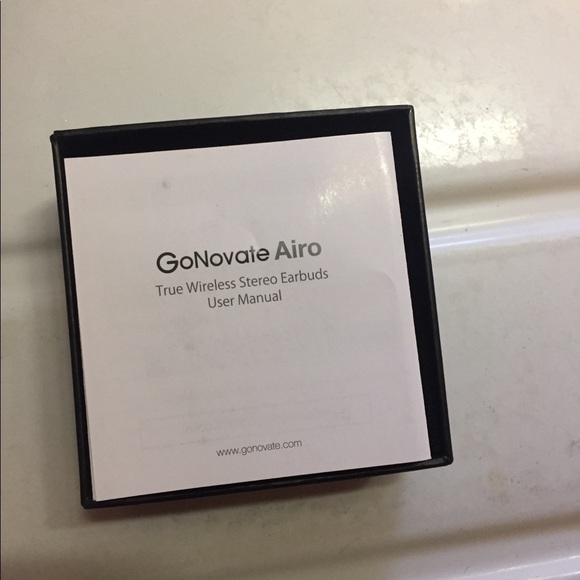 GoNovate Airo
True Wireless Stereo Earbuds
User Manual
www.gonovate.com